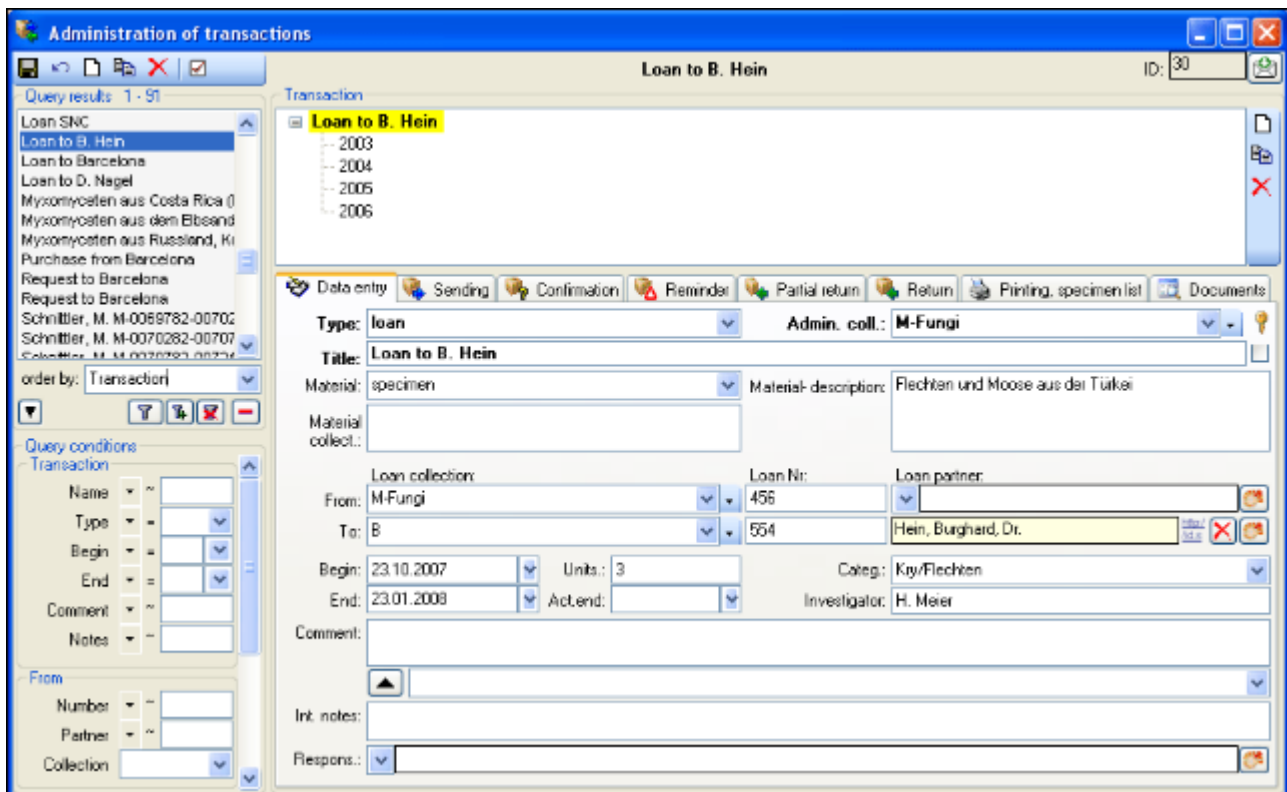 Administration of transactions
Loan to B. Hein
ID: 30
Query results 1 - 91
Loan SNC
Loan to B. Hein
Loan to Barcelona
Loan to D. Nagel
Myxomyceten aus Costa Rica (
Myxomyceten aus dem Elbsand
Myxomyceten aus Russland, K
Purchase from Barcelona
Request to Barcelona
Request to Barcelona
Schnittler, M. M-0069782-00702
Schnittler, M. M-0070282-00707
order by: Transaction
Query conditions
Transaction
Name ~
Type =
Begin =
End =
Comment ~
Notes ~
From
Number ~
Partner ~
Collection
Transaction
Loan to B. Hein
2003
2004
2005
2006
Data entry Sending Confirmation Reminder Partial return Return Printing, specimen list Documents
Type: loan Admin. coll.: M-Fungi
Title: Loan to B. Hein
Material: specimen Material- description: Flechten und Moose aus der Türkei
Material
collect.:
Loan collection: Loan Nr.: Loan partner:
From: M-Fungi 456
To: B 554 Hein, Burghard, Dr.
Begin: 23.10.2007 Units.: 3 Categ.: Kry/Flechten
End: 23.01.2008 Act.end: Investigator: H. Meier
Comment:
Int. notes:
Respons.: